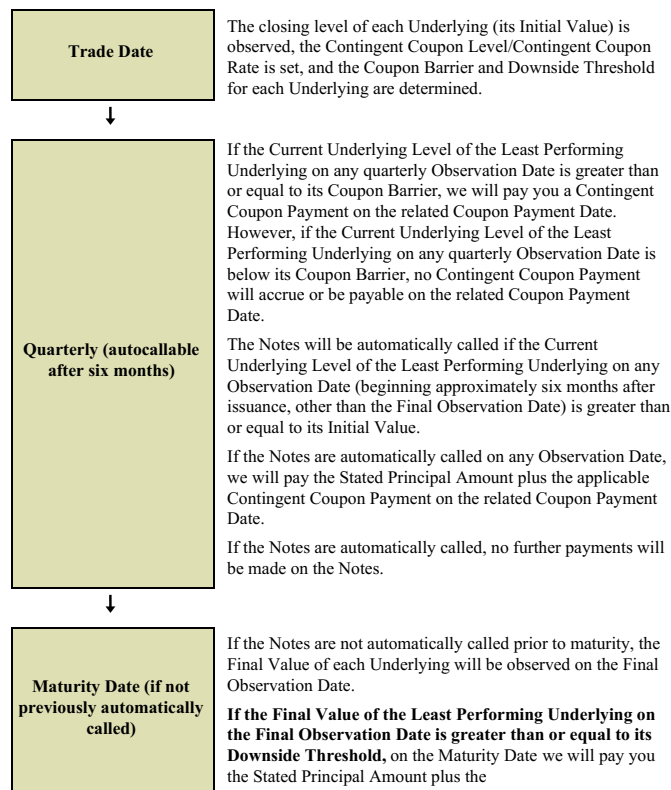 Trade Date
The closing level of each Underlying (its Initial Value) is
observed, the Contingent Coupon Level/Contingent Coupon
Rate is set, and the Coupon Barrier and Downside Threshold
for each Underlying are determined.
Quarterly (autocallable
after six months)
If the Current Underlying Level of the Least Performing
Underlying on any quarterly Observation Date is greater than
or equal to its Coupon Barrier, we will pay you a Contingent
Coupon Payment on the related Coupon Payment Date.
However, if the Current Underlying Level of the Least
Performing Underlying on any quarterly Observation Date is
below its Coupon Barrier, no Contingent Coupon Payment
will accrue or be payable on the related Coupon Payment
Date.
The Notes will be automatically called if the Current
Underlying Level of the Least Performing Underlying on any
Observation Date (beginning approximately six months after
issuance, other than the Final Observation Date) is greater than
or equal to its Initial Value.
If the Notes are automatically called on any Observation Date,
we will pay the Stated Principal Amount plus the applicable
Contingent Coupon Payment on the related Coupon Payment
Date.
If the Notes are automatically called, no further payments will
be made on the Notes.
Maturity Date (if not
previously automatically
called)
If the Notes are not automatically called prior to maturity, the
Final Value of each Underlying will be observed on the Final
Observation Date.
If the Final Value of the Least Performing Underlying on
the Final Observation Date is greater than or equal to its
Downside Threshold, on the Maturity Date we will pay you
the Stated Principal Amount plus the